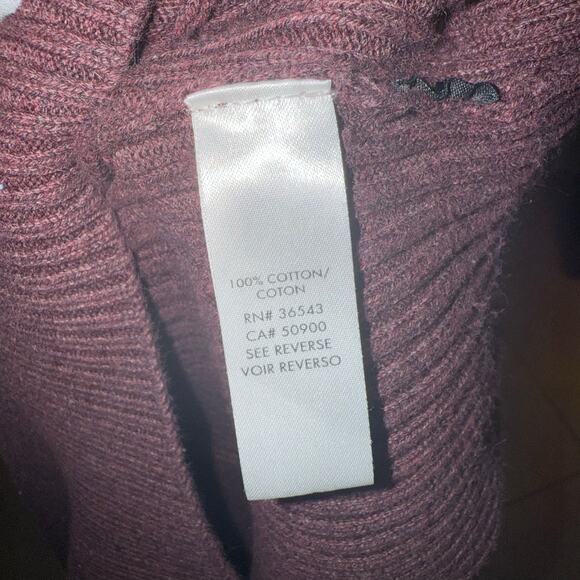 100% COTTON/
COTON
RN# 36543
CA# 50900
SEE REVERSE
VOIR REVERSO